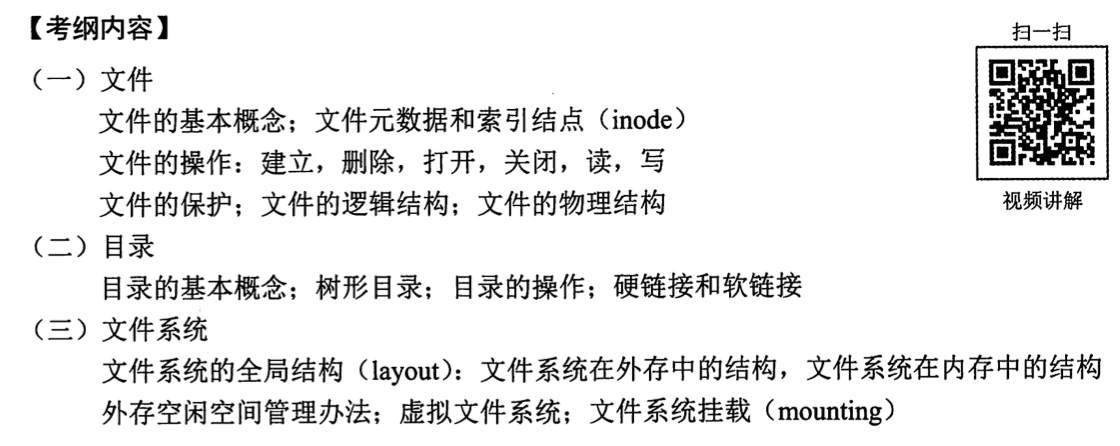 【考纲内容】
扫一扫
（一）文件
文件的基本概念；文件元数据和索引结点（inode）
文件的操作：建立，删除，打开，关闭，读，写
文件的保护；文件的逻辑结构；文件的物理结构
视频讲解
（二）目录
目录的基本概念；树形目录；目录的操作；硬链接和软链接
（三）文件系统
文件系统的全局结构（layout）：文件系统在外存中的结构，文件系统在内存中的结构
外存空闲空间管理办法；虚拟文件系统；文件系统挂载（mounting）